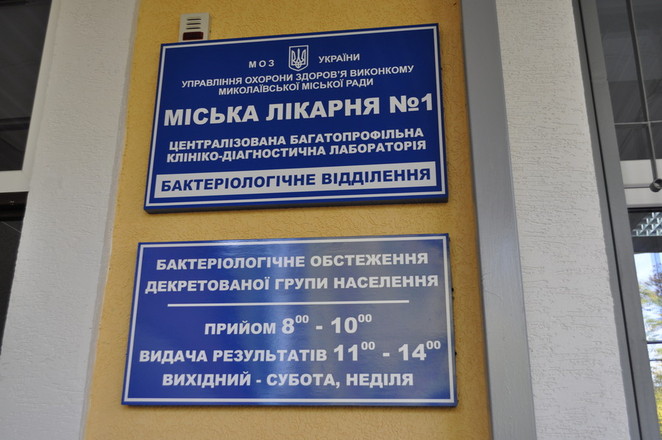 МОЗ УКРАЇНИ
УПРАВЛІННЯ ОХОРОНИ ЗДОРОВ'Я ВИКОНКОМУ
МИКОЛАЇВСЬКОЇ МІСЬКОЇ РАДИ
МІСЬКА ЛІКАРНЯ №1
ЦЕНТРАЛІЗОВАНА БАГАТОПРОФІЛЬНА
КЛІНІКО-ДІАГНОСТИЧНА ЛАБОРАТОРІЯ
БАКТЕРІОЛОГІЧНЕ ВІДДІЛЕННЯ
БАКТЕРІОЛОГІЧНЕ ОБСТЕЖЕННЯ
ДЕКРЕТОВАНОЇ ГРУПИ НАСЕЛЕННЯ
ПРИЙОМ 8⁰⁰ - 10⁰⁰
ВИДАЧА РЕЗУЛЬТАТІВ 11⁰⁰ - 14⁰⁰
ВИХІДНИЙ - СУБОТА, НЕДІЛЯ